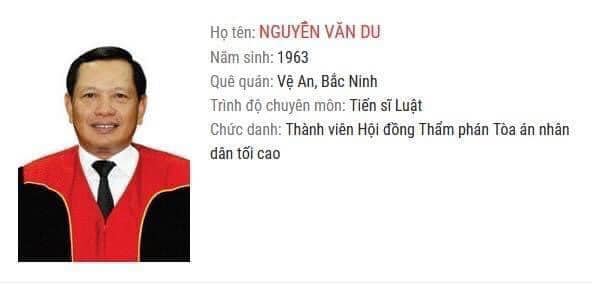 Họ tên: NGUYỄN VĂN DU
Năm sinh: 1963
Quê quán: Vệ An, Bắc Ninh
Trình độ chuyên môn: Tiến sĩ Luật
Chức danh: Thành viên Hội đồng Thẩm phán Tòa án nhân
dân tối cao